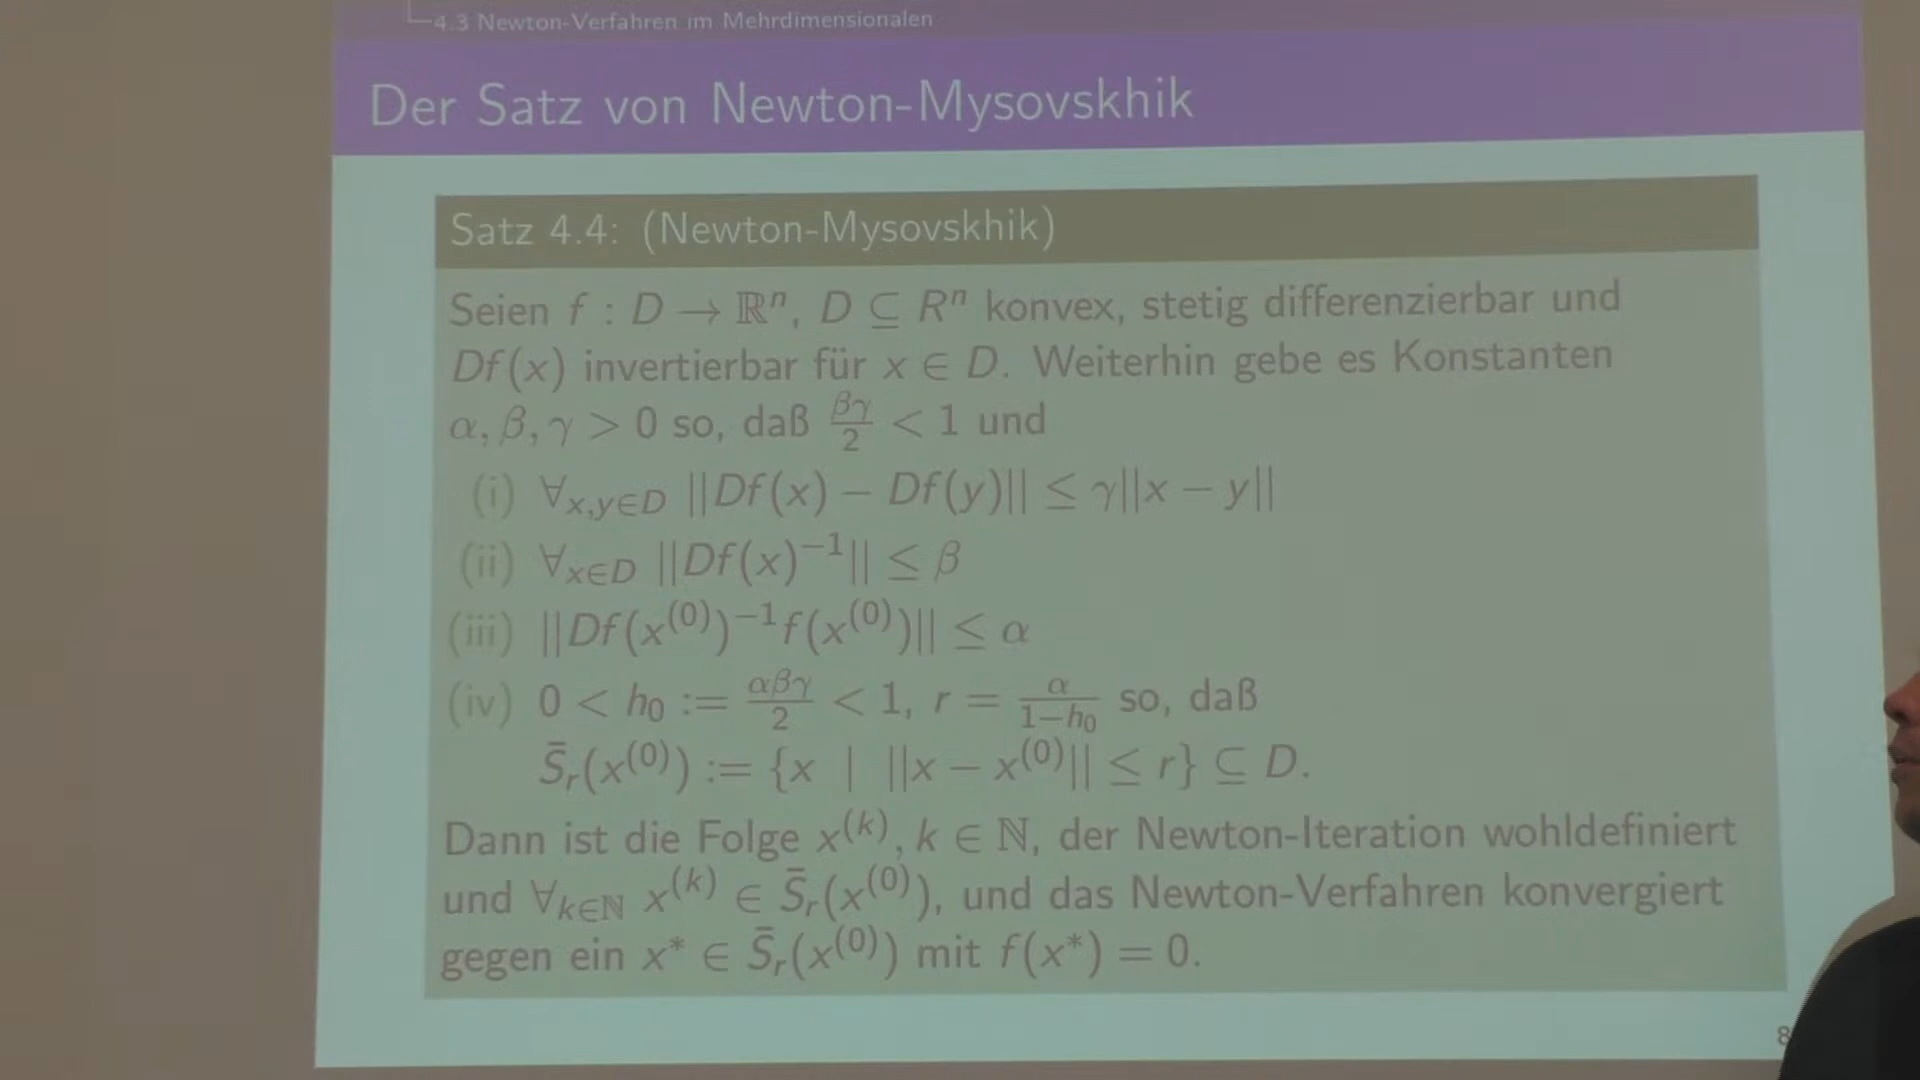 4.3 Newton-Verfahren im Mehrdimensionalen
Der Satz von Newton-Mysovskhik
Satz 4.4: (Newton-Mysovskhik)
Seien f : D → ℝⁿ, D ⊆ Rⁿ konvex, stetig differenzierbar und
Df(x) invertierbar für x ∈ D. Weiterhin gebe es Konstanten
α, β, γ > 0 so, daß βγ/2 < 1 und
(i) ∀x,y∈D ||Df(x) − Df(y)|| ≤ γ||x − y||
(ii) ∀x∈D ||Df(x)⁻¹|| ≤ β
(iii) ||Df(x⁽⁰⁾)⁻¹f(x⁽⁰⁾)|| ≤ α
(iv) 0 < h₀ := αβγ/2 < 1, r = α/(1−h₀) so, daß
S̄ᵣ(x⁽⁰⁾) := {x | ||x − x⁽⁰⁾|| ≤ r} ⊆ D.
Dann ist die Folge x⁽ᵏ⁾, k ∈ ℕ, der Newton-Iteration wohldefiniert
und ∀k∈ℕ x⁽ᵏ⁾ ∈ S̄ᵣ(x⁽⁰⁾), und das Newton-Verfahren konvergiert
gegen ein x* ∈ S̄ᵣ(x⁽⁰⁾) mit f(x*) = 0.
8